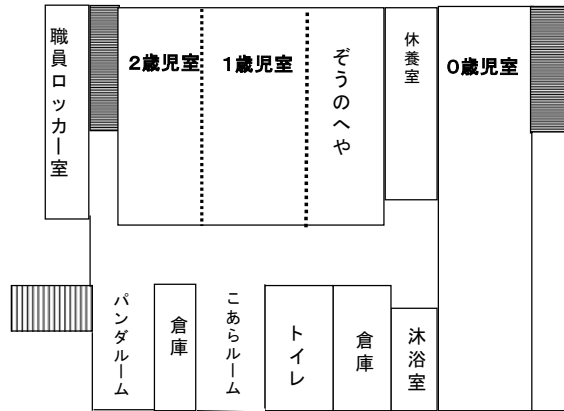 職員ロッカー室
2歳児室
1歳児室
ぞうのへや
休養室
0歳児室
パンダルーム
倉庫
こあらルーム
トイレ
倉庫
沐浴室